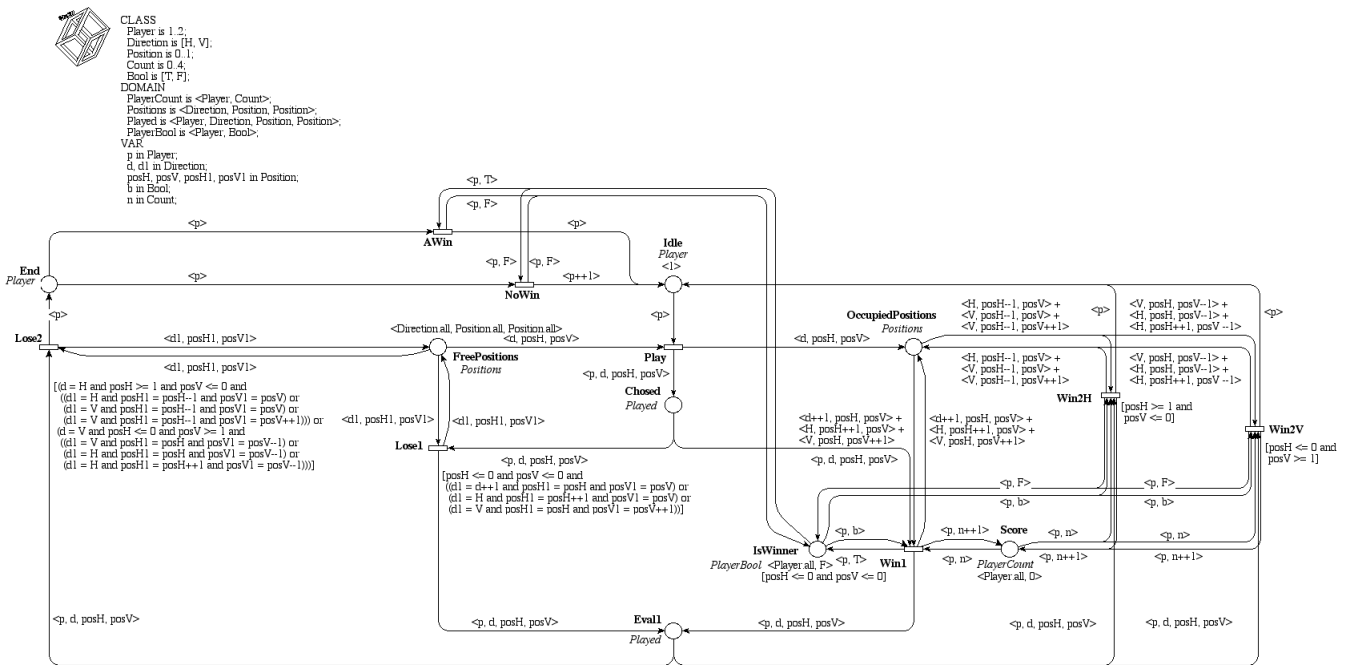 CLASS
Player is 1..2;
Direction is [H, V];
Position is 0..1;
Count is 0..4;
Bool is [T, F];
DOMAIN
PlayerCount is <Player, Count>;
Positions is <Direction, Position, Position>;
Played is <Player, Direction, Position, Position>;
PlayerBool is <Player, Bool>;
VAR
p in Player;
d, d1 in Direction;
posH, posV, posH1, posV1 in Position;
b in Bool;
n in Count;
<p, T>
<p, F>
<p>
AWin
<p>
Idle
Player
<1>
End
Player
<p>
<p, F>
<p, F>
NoWin
<p++1>
<p>
<p>
Lose2
<d1, posH1, posV1>
<d1, posH1, posV1>
<Direction.all, Position.all, Position.all>
<d, posH, posV>
FreePositions
Positions
Play
<d, posH, posV>
OccupiedPositions
Positions
<H, posH--1, posV> +
<V, posH--1, posV> +
<V, posH--1, posV++1>
<p>
<V, posH, posV--1> +
<H, posH, posV--1> +
<H, posH++1, posV --1>
<p>
<H, posH--1, posV> +
<V, posH--1, posV> +
<V, posH--1, posV++1>
<V, posH, posV--1> +
<H, posH, posV--1> +
<H, posH++1, posV --1>
<p, d, posH, posV>
Chosed
Played
[(d = H and posH >= 1 and posV <= 0 and
((d1 = H and posH1 = posH--1 and posV1 = posV) or
(d1 = V and posH1 = posH--1 and posV1 = posV) or
(d1 = V and posH1 = posH--1 and posV1 = posV++1))) or
(d = V and posH <= 0 and posV >= 1 and
((d1 = V and posH1 = posH and posV1 = posV--1) or
(d1 = H and posH1 = posH and posV1 = posV--1) or
(d1 = H and posH1 = posH++1 and posV1 = posV--1)))]
Win2H
[posH >= 1 and
posV <= 0]
Win2V
[posH <= 0 and
posV >= 1]
<d1, posH1, posV1>
<d1, posH1, posV1>
<d++1, posH, posV> +
<H, posH++1, posV> +
<V, posH, posV++1>
<d++1, posH, posV> +
<H, posH++1, posV> +
<V, posH, posV++1>
Lose1
<p, d, posH, posV>
<p, d, posH, posV>
[posH <= 0 and posV <= 0 and
((d1 = d++1 and posH1 = posH and posV1 = posV) or
(d1 = H and posH1 = posH++1 and posV1 = posV) or
(d1 = V and posH1 = posH and posV1 = posV++1))]
<p, F>
<p, F>
<p, b>
<p, b>
<p, b>
<p, n++1>
Score
<p, n>
<p, n>
IsWinner
PlayerBool
<Player.all, F>
<p, T>
Win1
[posH <= 0 and posV <= 0]
<p, n>
PlayerCount
<Player.all, 0>
<p, n++1>
<p, n++1>
<p, d, posH, posV>
<p, d, posH, posV>
Eval1
Played
<p, d, posH, posV>
<p, d, posH, posV>
<p, d, posH, posV>